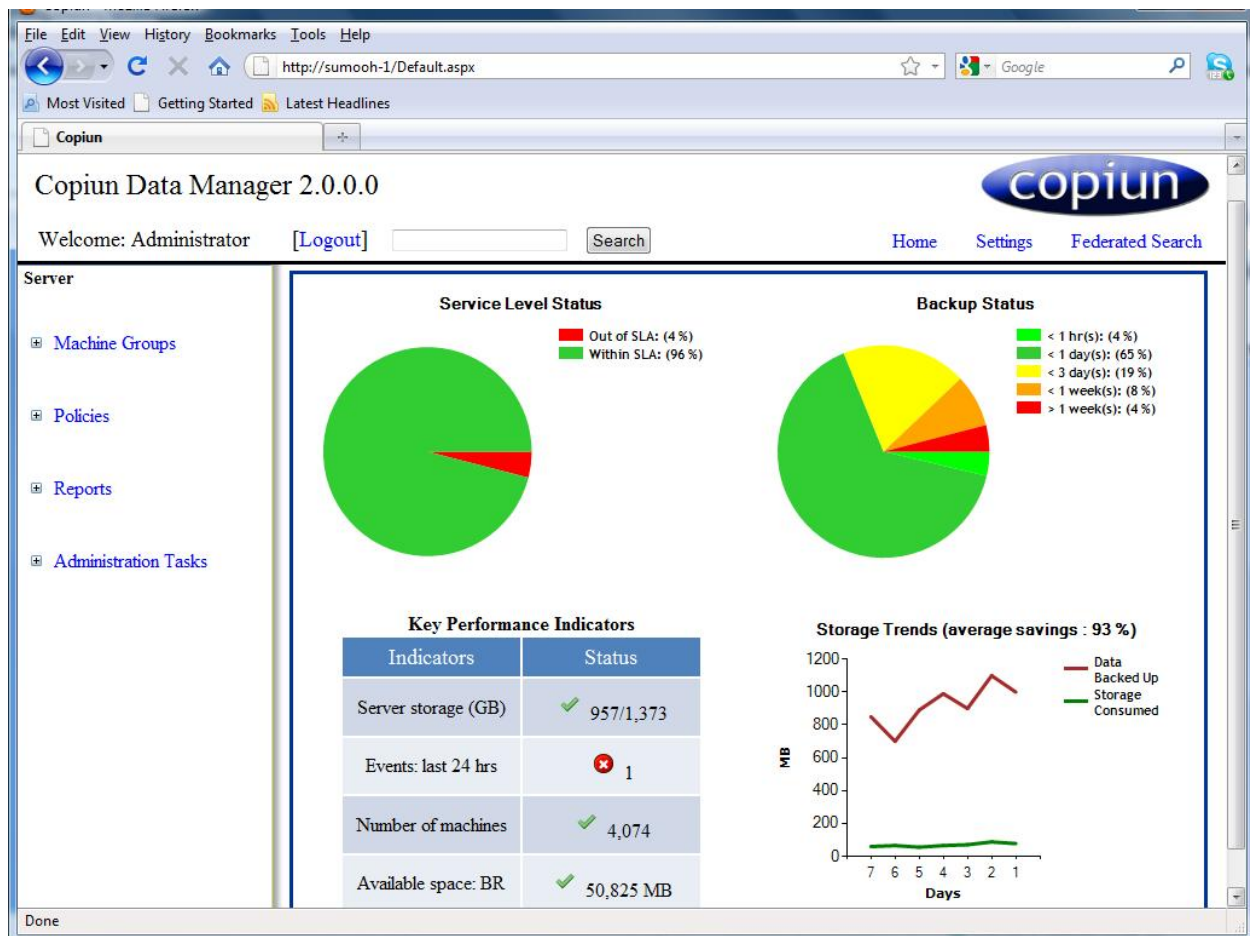 Copiun - Mozilla Firefox
File Edit View History Bookmarks Tools Help
http://sumooh-1/Default.aspx
Google
Most Visited Getting Started Latest Headlines
Copiun
Copiun Data Manager 2.0.0.0
copiun
Welcome: Administrator [Logout] Search Home Settings Federated Search
Server
Machine Groups
Policies
Reports
Administration Tasks
Service Level Status
Out of SLA: (4 %)
Within SLA: (96 %)
Backup Status
< 1 hr(s): (4 %)
< 1 day(s): (65 %)
< 3 day(s): (19 %)
< 1 week(s): (8 %)
> 1 week(s): (4 %)
Key Performance Indicators
Indicators Status
Server storage (GB) 957/1,373
Events: last 24 hrs 1
Number of machines 4,074
Available space: BR 50,825 MB
Storage Trends (average savings : 93 %)
1200
1000
800
600
400
200
0
MB
7 6 5 4 3 2 1
Days
Data
Backed Up
Storage
Consumed
Done